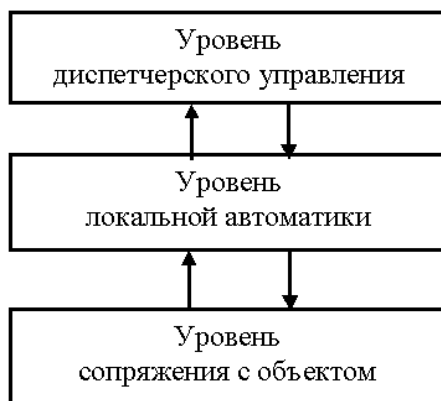 Уровень
диспетчерского управления
Уровень
локальной автоматики
Уровень
сопряжения с объектом